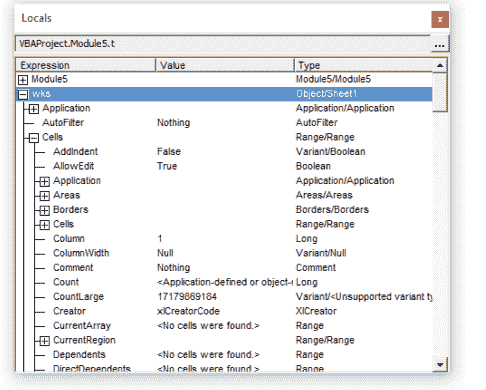 Locals
x
VBAProject.Module5.t ...
Expression Value Type
Module5 Module5/Module5
wks Object/Sheet1
Application Application/Application
AutoFilter Nothing AutoFilter
Cells Range/Range
AddIndent False Variant/Boolean
AllowEdit True Boolean
Application Application/Application
Areas Areas/Areas
Borders Borders/Borders
Cells Range/Range
Column 1 Long
ColumnWidth Null Variant/Null
Comment Nothing Comment
Count <Application-defined or object- Long
CountLarge 17179869184 Variant/<Unsupported variant ty
Creator xlCreatorCode XlCreator
CurrentArray <No cells were found.> Range
CurrentRegion Range/Range
Dependents <No cells were found.> Range
DirectDependents <No cells were found.> Range